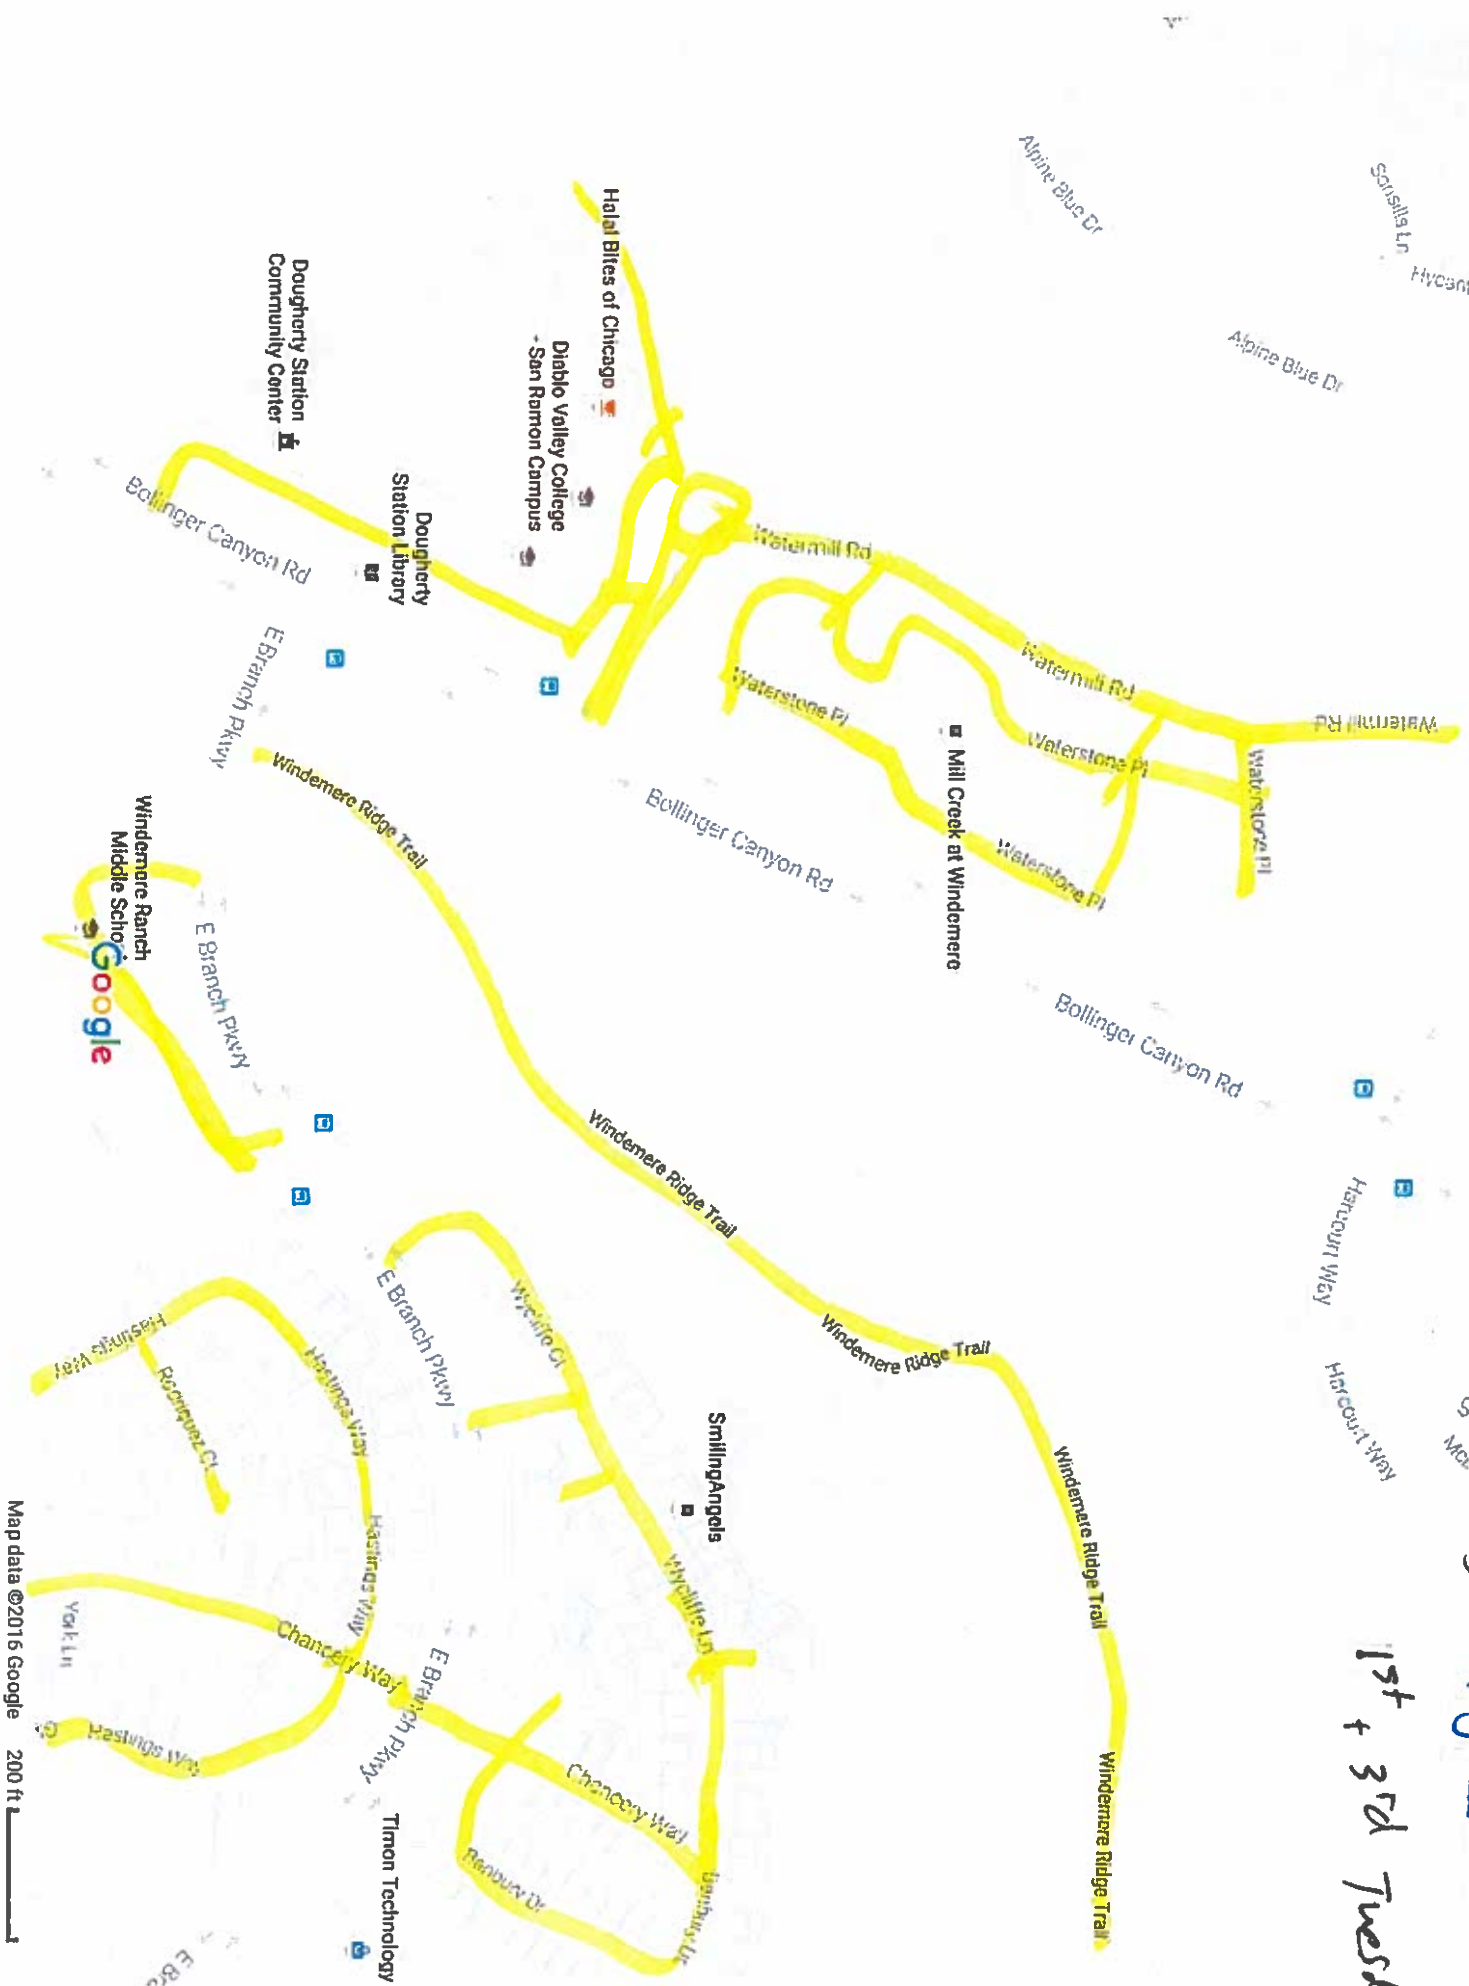 Alpine Blue Dr
Alpine Blue Dr
Halal Bites of Chicago
Diablo Valley College
- San Ramon Campus
Dougherty Station
Community Center
Dougherty
Station Library
Bollinger Canyon Rd
E Branch Pkwy
Watermill Rd
Watermill Rd
Watermill Rd
Waterstone Pl
Waterstone Pl
Waterstone Pl
Waterstone Pl
Mill Creek at Windemere
Bollinger Canyon Rd
Bollinger Canyon Rd
Windemere Ridge Trail
Windemere Ridge Trail
Windemere Ridge Trail
Windemere Ridge Trail
Windemere Ridge Trail
Windemere Ranch
Middle School
Google
E Branch Pkwy
E Branch Pkwy
Harcourt Way
Harcourt Way
Wycliffe Ct
SmilingAngels
Wycliffe Ln
Hastings Way
Rodriguez Ct
Hastings Way
Hastings Way
Hastings Way
Chancery Way
E Branch Pkwy
Chancery Way
York Ln
Banbury Dr
Timon Technology
1st + 3rd
Map data ©2016 Google 200 ft